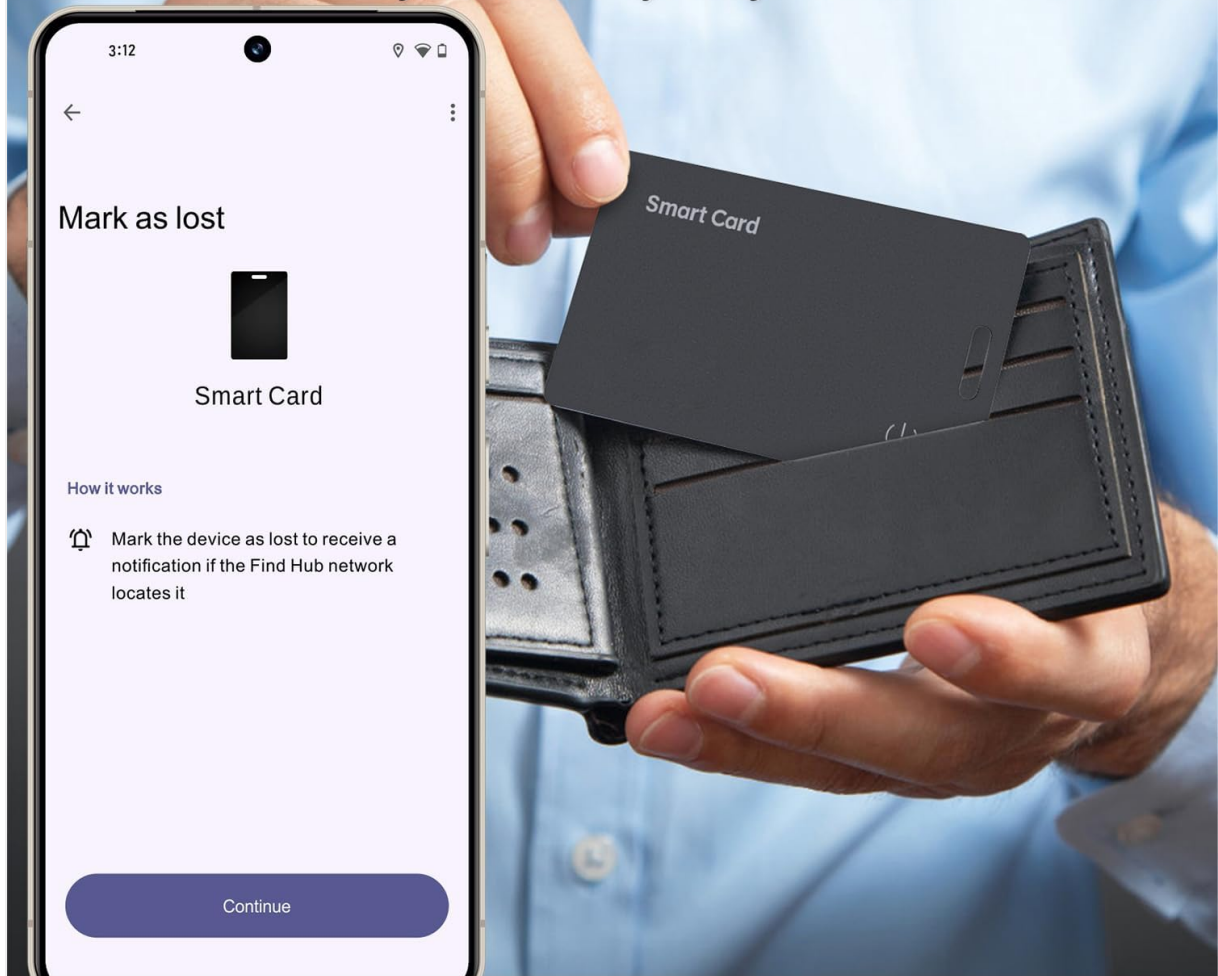 3:12
Mark as lost
Smart Card
How it works
Mark the device as lost to receive a
notification if the Find Hub network
locates it
Continue
Smart Card